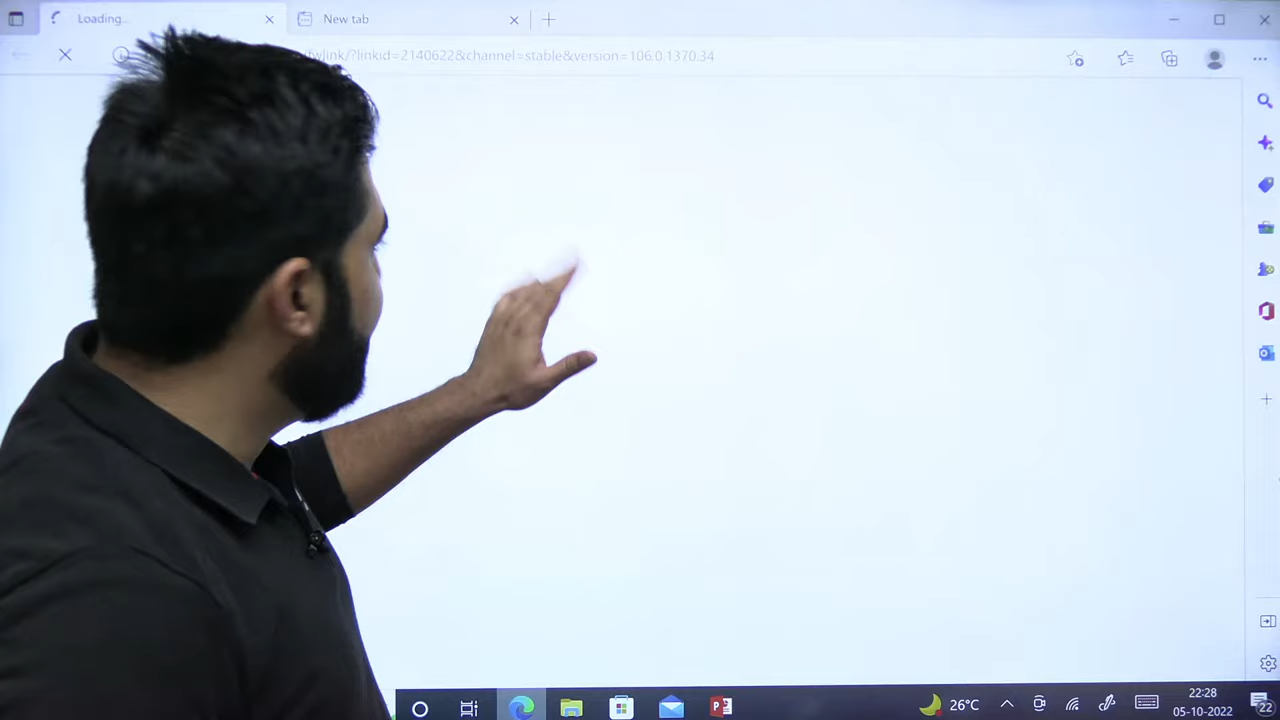 Loading...
New tab
fwlink/?linkid=2140622&channel=stable&version=106.0.1370.34
26°C
22:28
05-10-2022
22